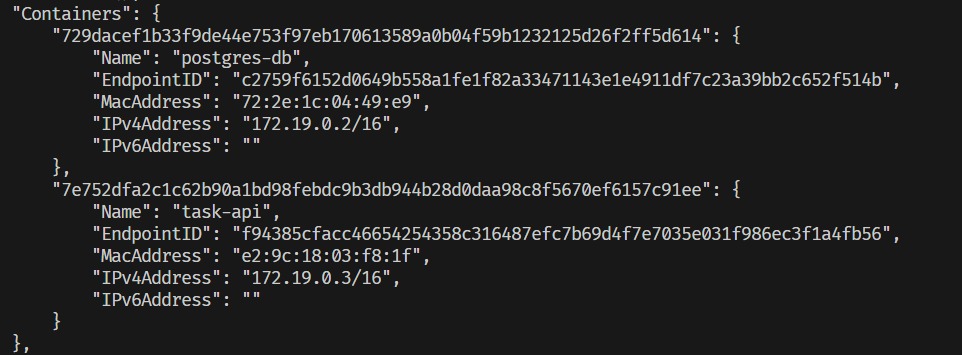 "Containers": {
"729dacef1b33f9de44e753f97eb170613589a0b04f59b1232125d26f2ff5d614": {
"Name": "postgres-db",
"EndpointID": "c2759f6152d0649b558a1fe1f82a33471143e1e4911df7c23a39bb2c652f514b",
"MacAddress": "72:2e:1c:04:49:e9",
"IPv4Address": "172.19.0.2/16",
"IPv6Address": ""
},
"7e752dfa2c1c62b90a1bd98febdc9b3db944b28d0daa98c8f5670ef6157c91ee": {
"Name": "task-api",
"EndpointID": "f94385cfacc46654254358c316487efc7b69d4f7e7035e031f986ec3f1a4fb56",
"MacAddress": "e2:9c:18:03:f8:1f",
"IPv4Address": "172.19.0.3/16",
"IPv6Address": ""
}
},